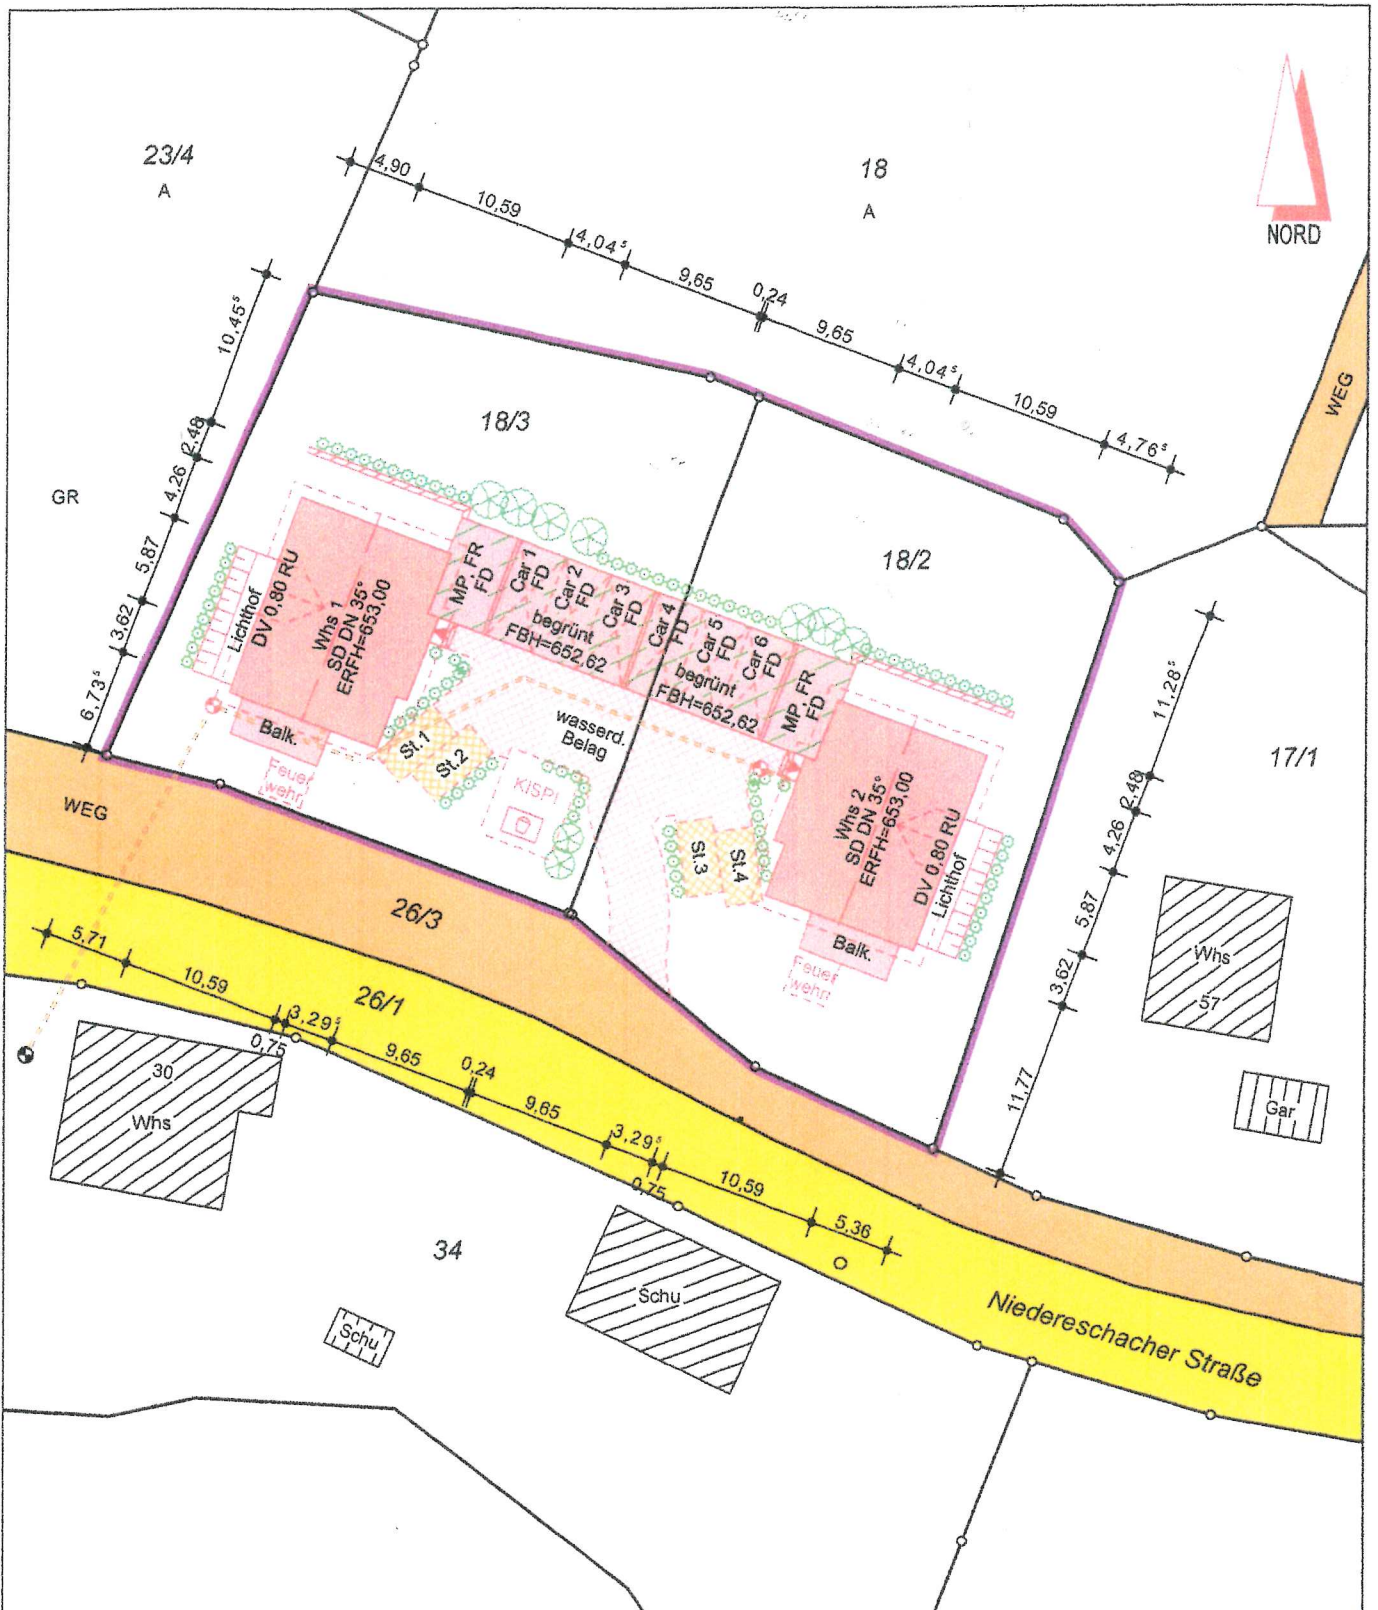 23/4
A
18
A
NORD
4,90
10,59
4,04⁵
9,65
0,24
9,65
4,04⁵
10,59
4,76⁵
WEG
10,45⁵
2,48
4,26
5,87
3,62
6,73⁵
GR
18/3
18/2
17/1
Lichthof
DV 0,80 RU
Whs 1
SD DN 35°
ERFH=653,00
Balk.
Feuer
wehr
MP, FR
FD
Car 1
FD
Car 2
FD
Car 3
FD
begrünt
FBH=652,62
Car 4
FD
Car 5
FD
Car 6
FD
begrünt
FBH=652,62
MP, FR
FD
wasserd.
Belag
St.1
St.2
KISPI
St.3
St.4
Whs 2
SD DN 35°
ERFH=653,00
DV 0,80 RU
Lichthof
Balk.
Feuer
wehr
11,28⁵
2,48
4,26
5,87
3,62
11,77
Whs
57
Gar
WEG
26/3
26/1
5,71
10,59
0,75
3,29⁵
9,65
0,24
9,65
3,29⁵
0,75
10,59
5,36
30
Whs
34
Schu
Schu
Niedereschacher Straße